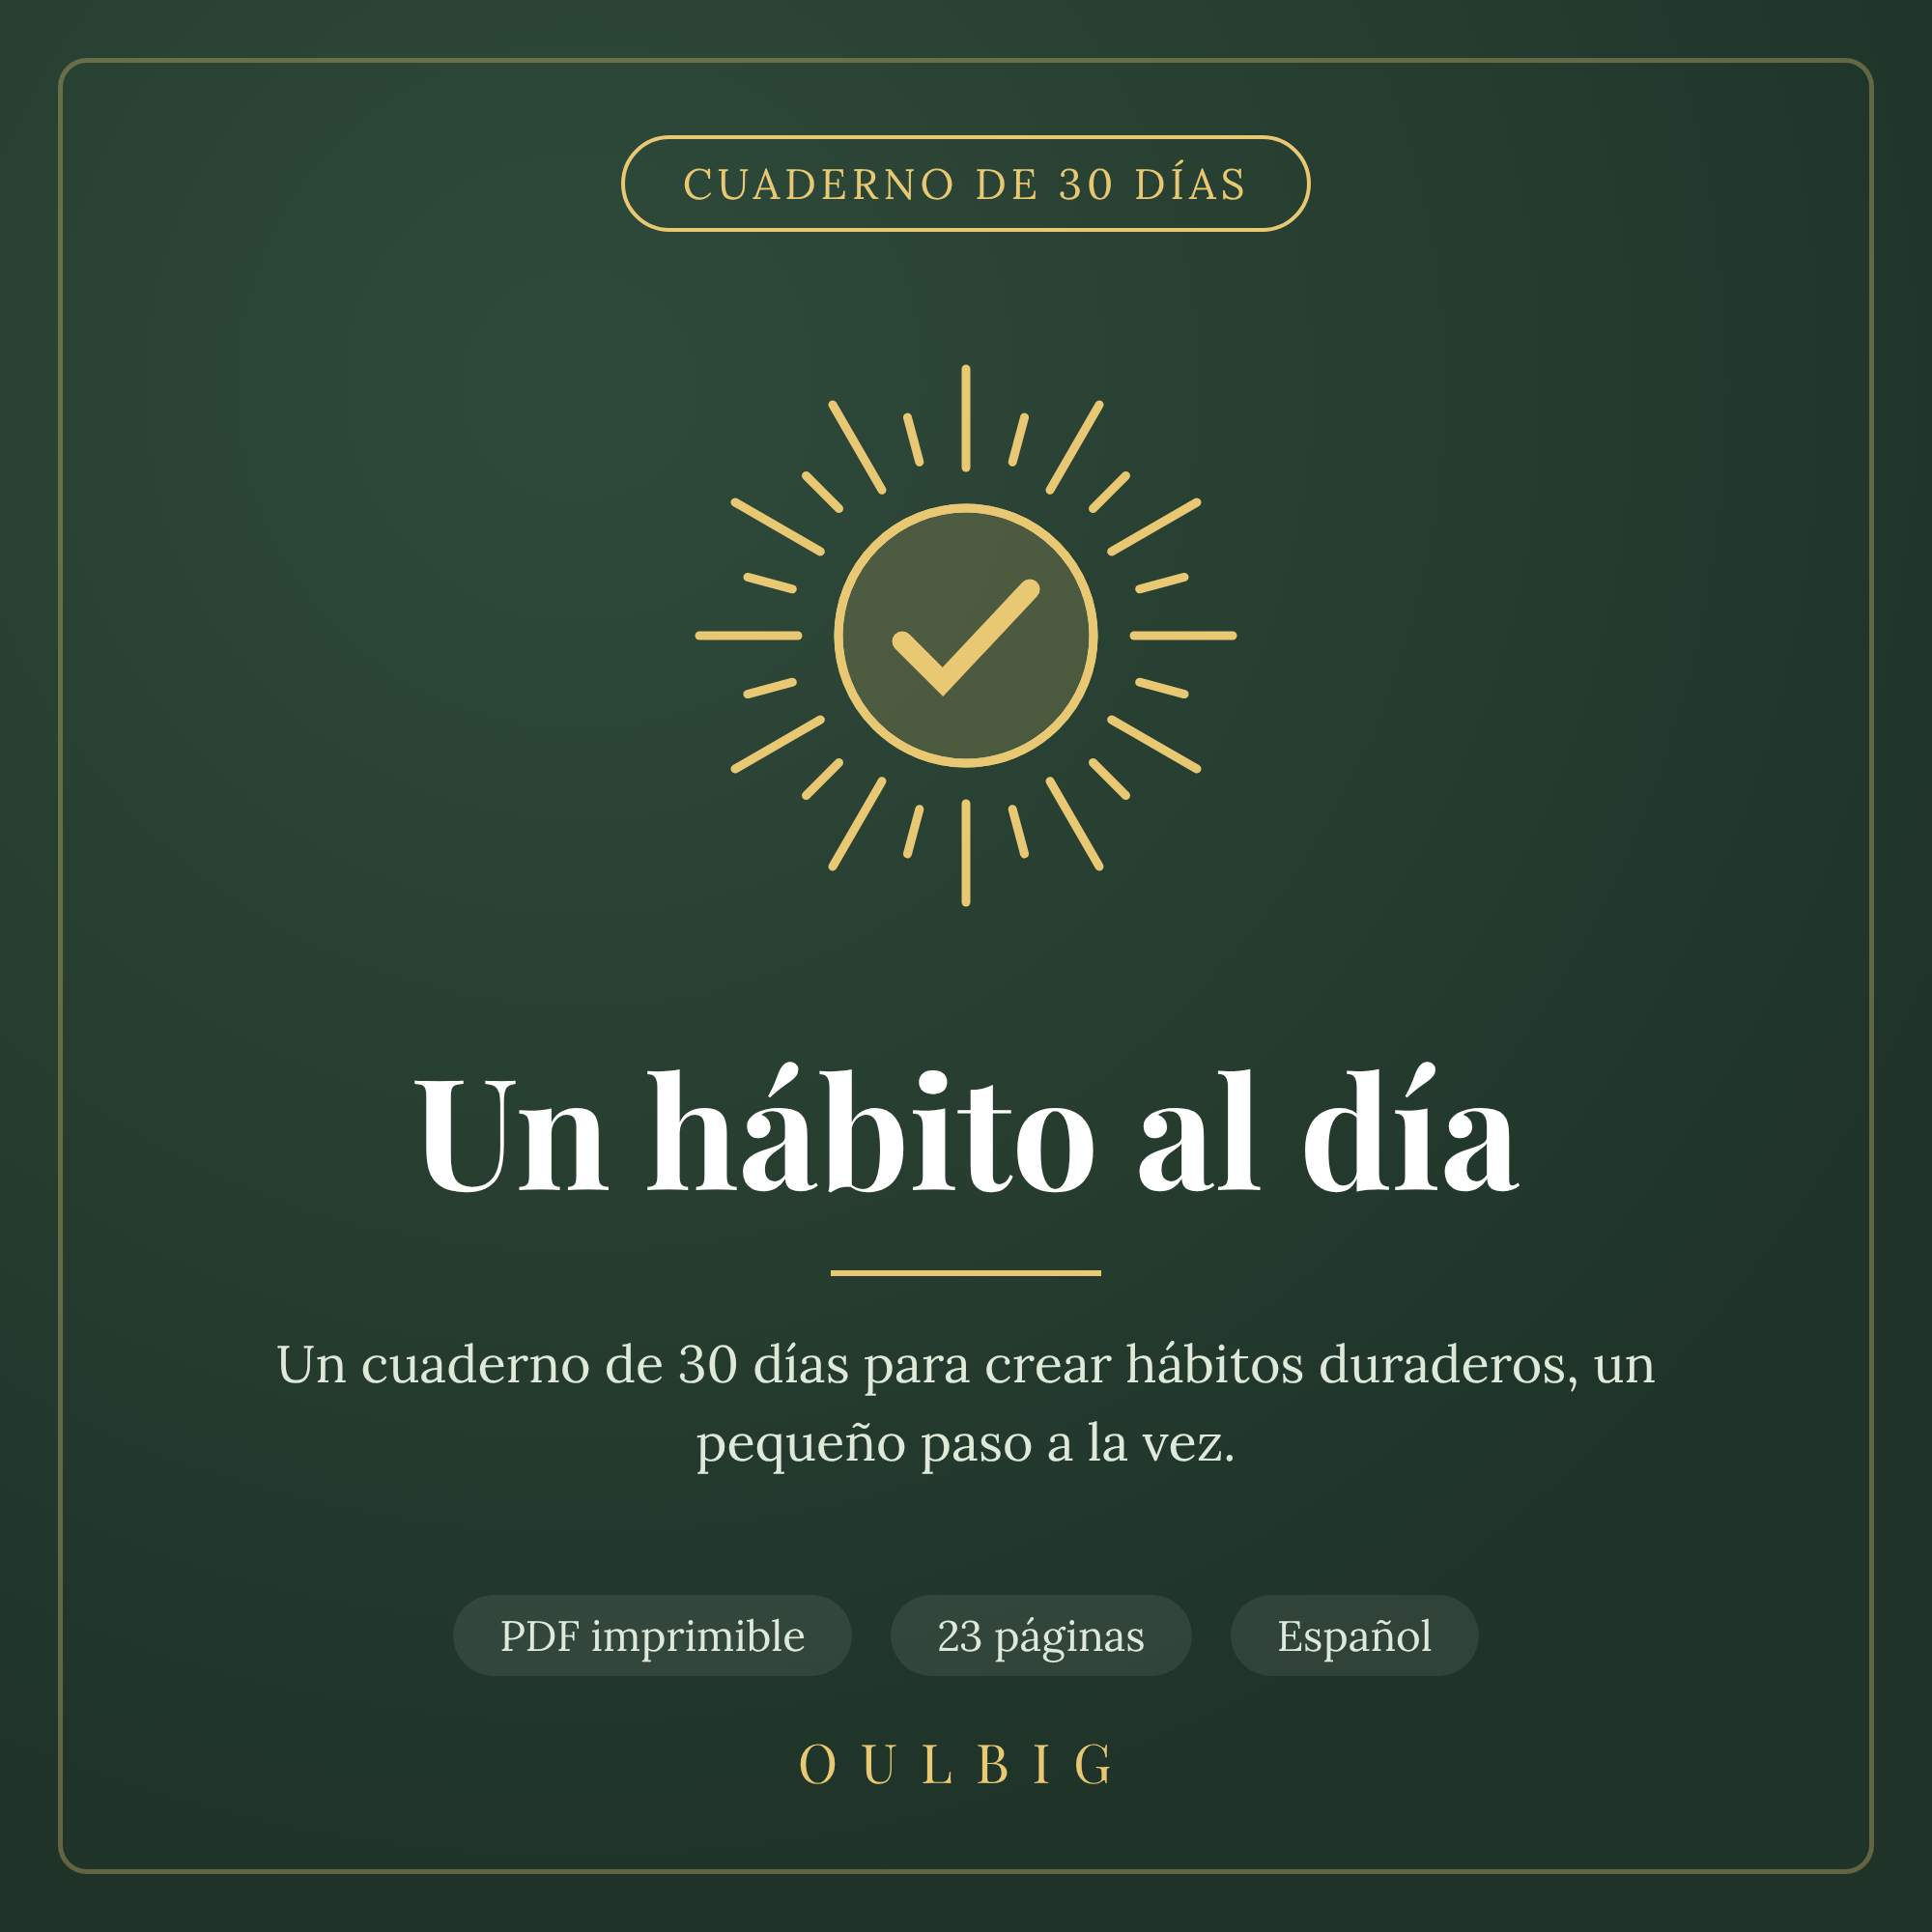 CUADERNO DE 30 DÍAS
Un hábito al día
Un cuaderno de 30 días para crear hábitos duraderos, un
pequeño paso a la vez.
PDF imprimible
23 páginas
Español
OULBIG